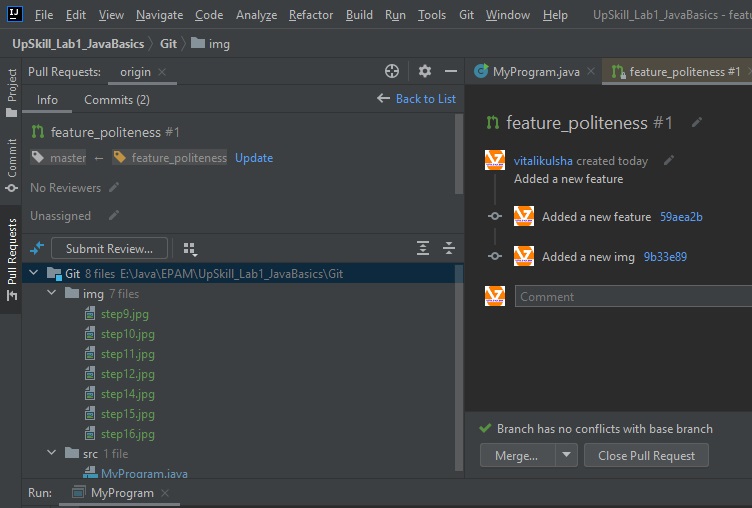 File Edit View Navigate Code Analyze Refactor Build Run Tools Git Window Help UpSkill_Lab1_JavaBasics - featu
UpSkill_Lab1_JavaBasics Git img
Project
Commit
Pull Requests
Pull Requests: origin
Info Commits (2) Back to List
feature_politeness #1
master ← feature_politeness Update
No Reviewers
Unassigned
Submit Review...
Git 8 files E:\Java\EPAM\UpSkill_Lab1_JavaBasics\Git
img 7 files
step9.jpg
step10.jpg
step11.jpg
step12.jpg
step14.jpg
step15.jpg
step16.jpg
src 1 file
MyProgram.java
MyProgram.java feature_politeness #1
feature_politeness #1
vitalikulsha created today
Added a new feature
Added a new feature 59aea2b
Added a new img 9b33e89
Comment
Branch has no conflicts with base branch
Merge... Close Pull Request
Run: MyProgram